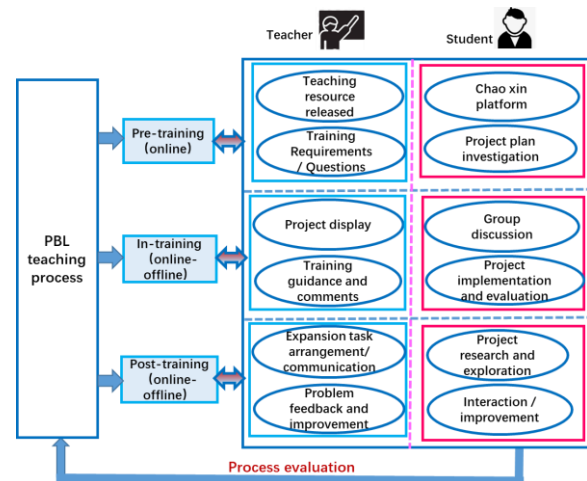 Teacher
Student
PBL
teaching
process
Pre-training
(online)
Teaching
resource
released
Training
Requirements
/ Questions
Chao xin
platform
Project plan
investigation
In-training
(online-
offline)
Project display
Training
guidance and
comments
Group
discussion
Project
implementation
and evaluation
Post-training
(online-
offline)
Expansion task
arrangement/
communication
Problem
feedback and
improvement
Project
research and
exploration
Interaction /
improvement
Process evaluation